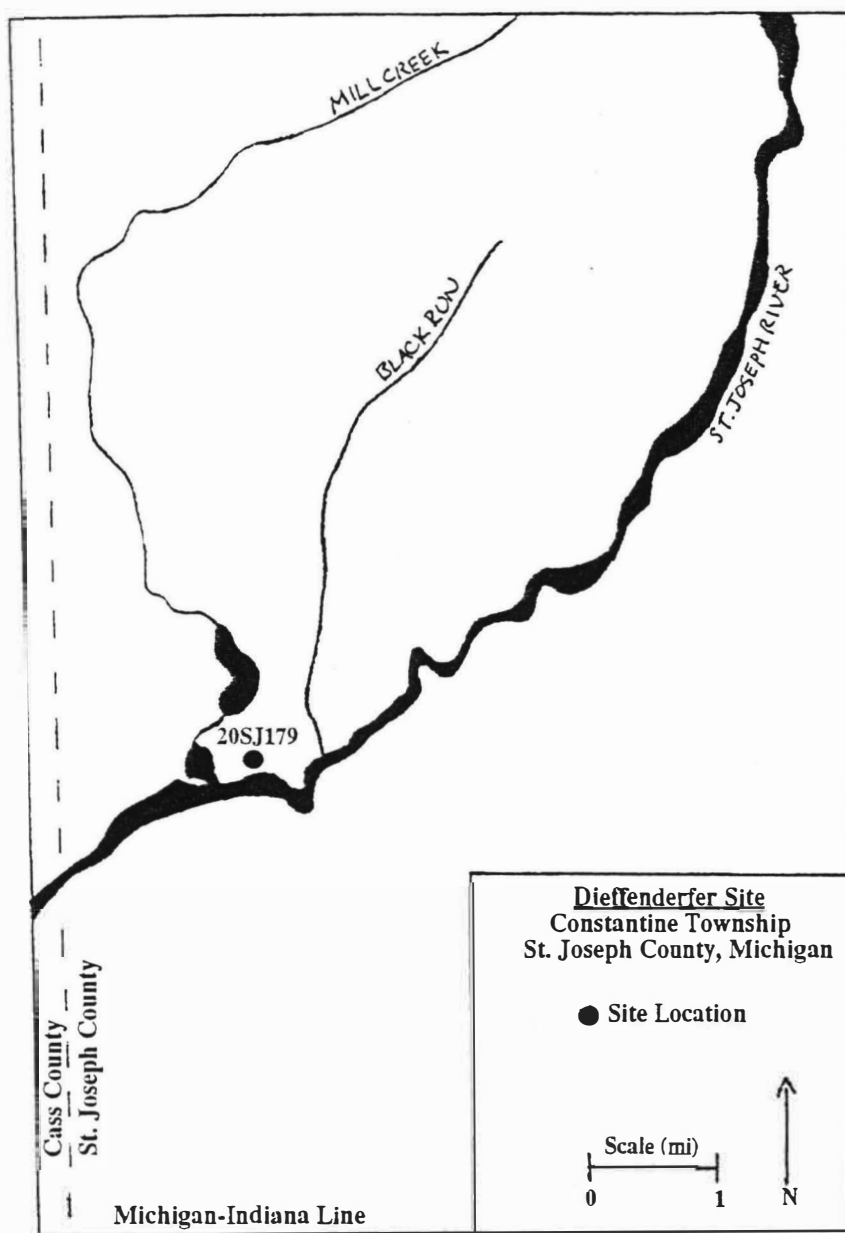 MILL CREEK
BLACK RUN
ST. JOSEPH RIVER
20SJ179
Dieffenderfer Site
Constantine Township
St. Joseph County, Michigan
Site Location
Cass County
St. Joseph County
Scale (mi)
0 1 N
Michigan-Indiana Line